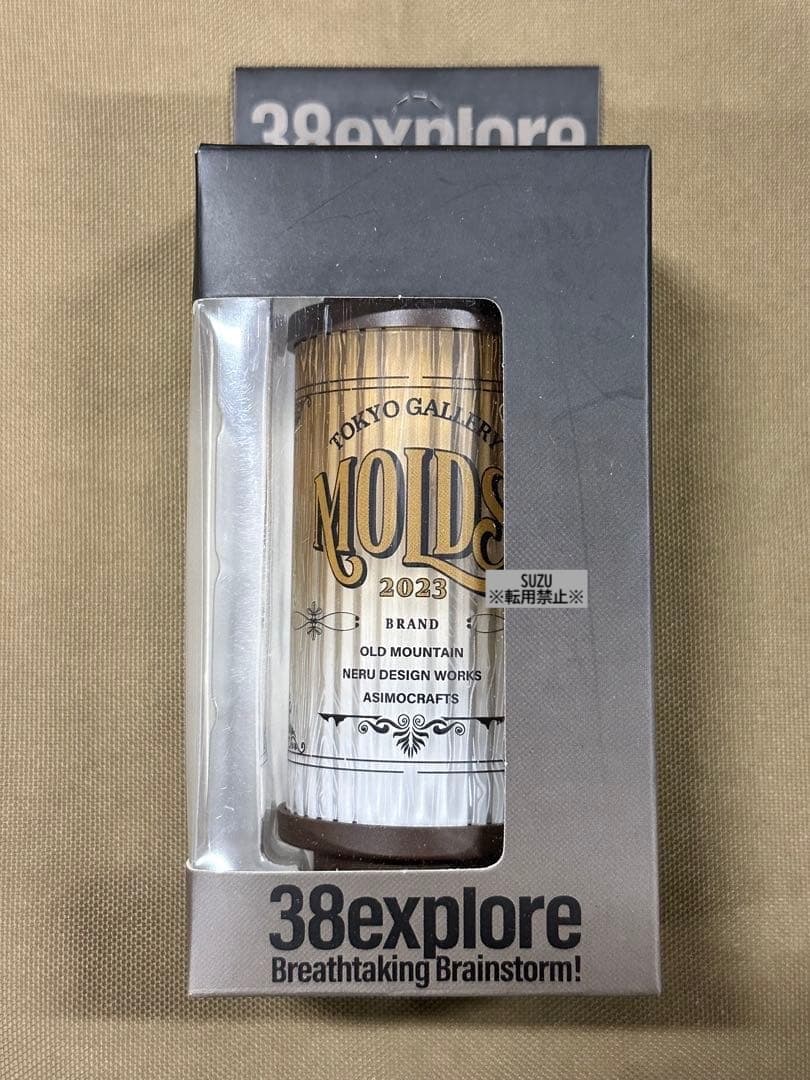 38explore
TOKYO GALLERY
MOLDS
2023
BRAND
OLD MOUNTAIN
NERU DESIGN WORKS
ASIMOCRAFTS
SUZU
※転用禁止※
38explore
Breathtaking Brainstorm!